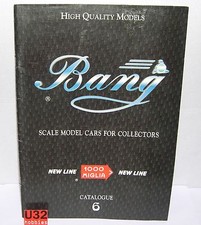 HIGH QUALITY MODELS
Bang
®
SCALE MODEL CARS FOR COLLECTORS
NEW LINE 1000 MIGLIA NEW LINE
CATALOGUE
6
U32